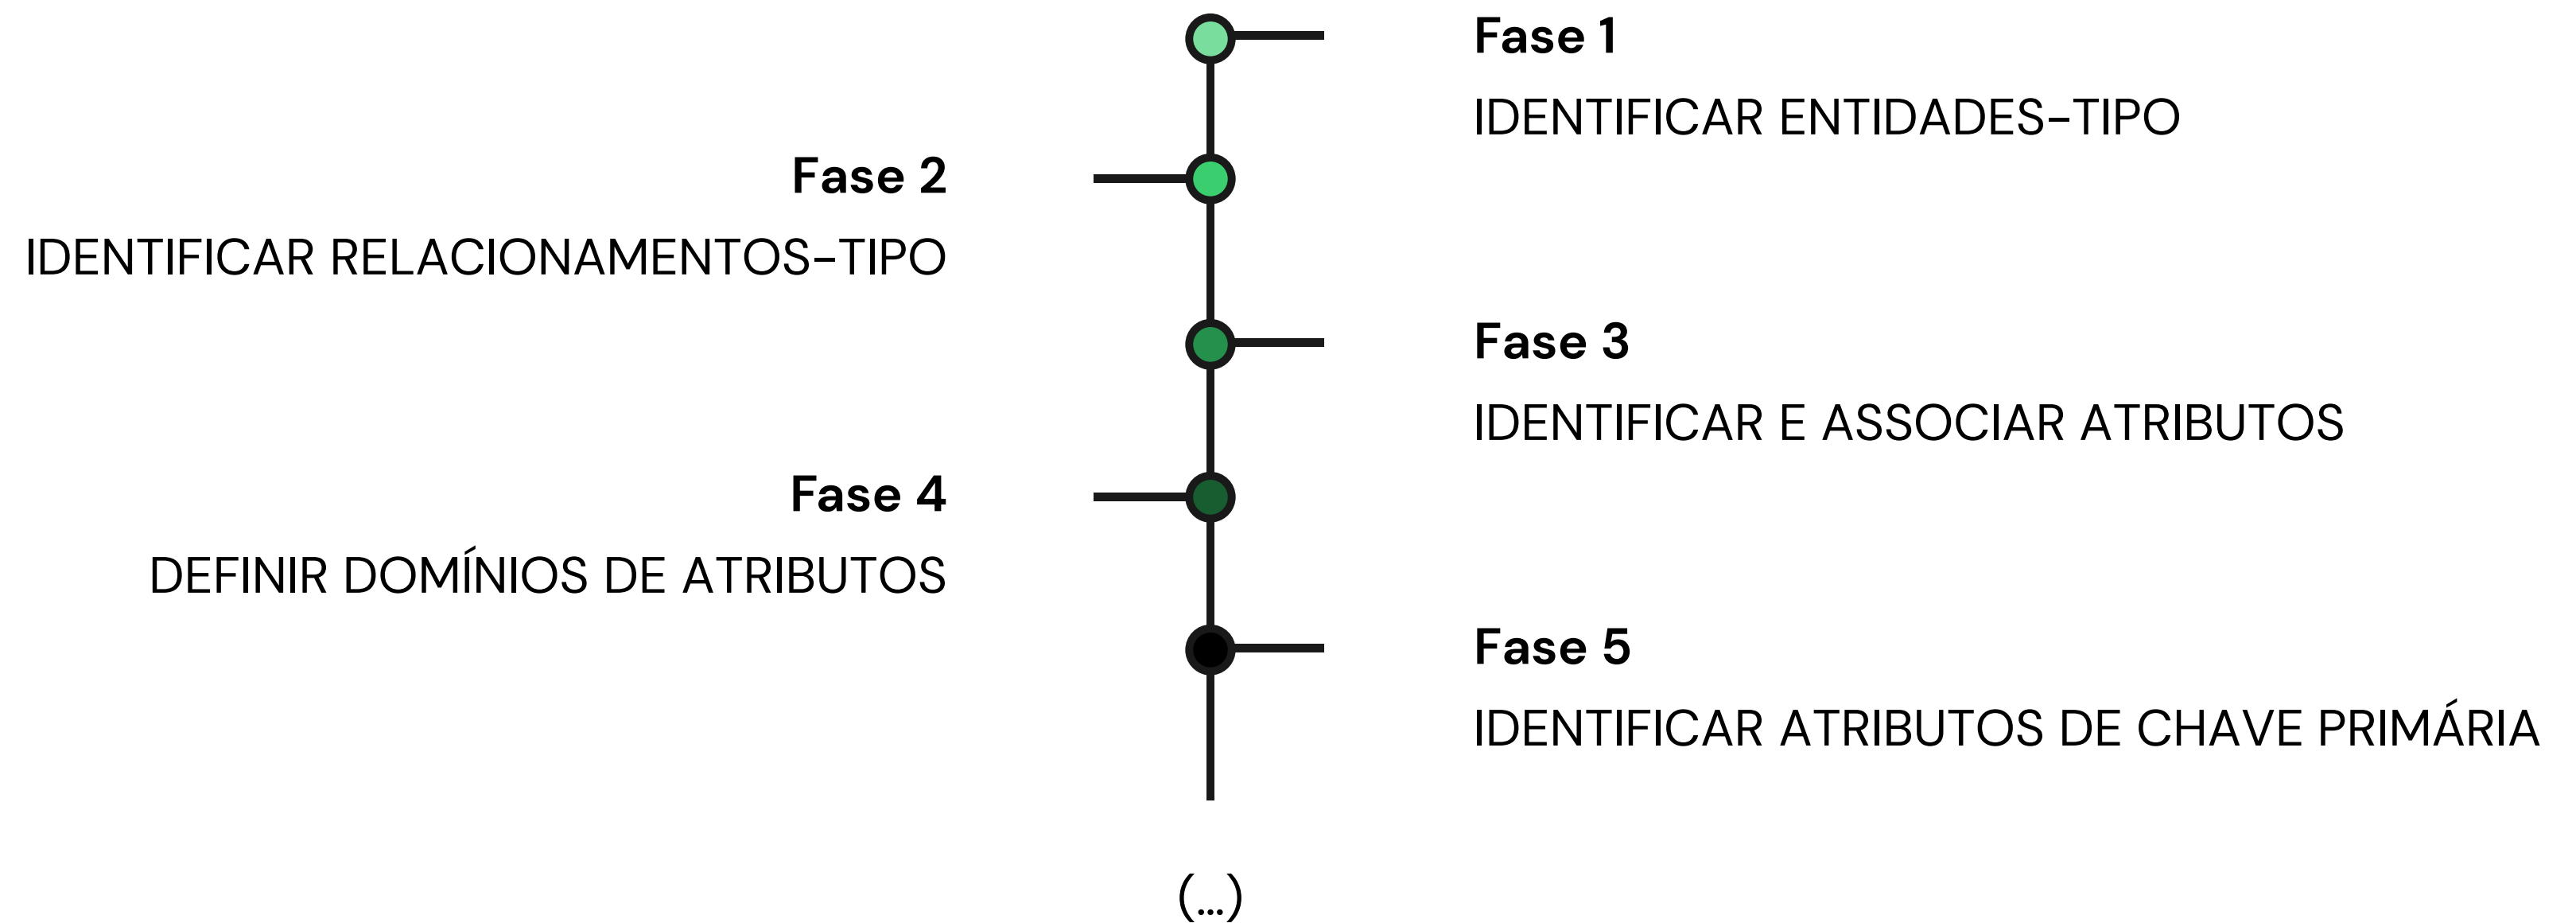 Fase 1
IDENTIFICAR ENTIDADES-TIPO
Fase 2
IDENTIFICAR RELACIONAMENTOS-TIPO
Fase 3
IDENTIFICAR E ASSOCIAR ATRIBUTOS
Fase 4
DEFINIR DOMÍNIOS DE ATRIBUTOS
Fase 5
IDENTIFICAR ATRIBUTOS DE CHAVE PRIMÁRIA
(...)